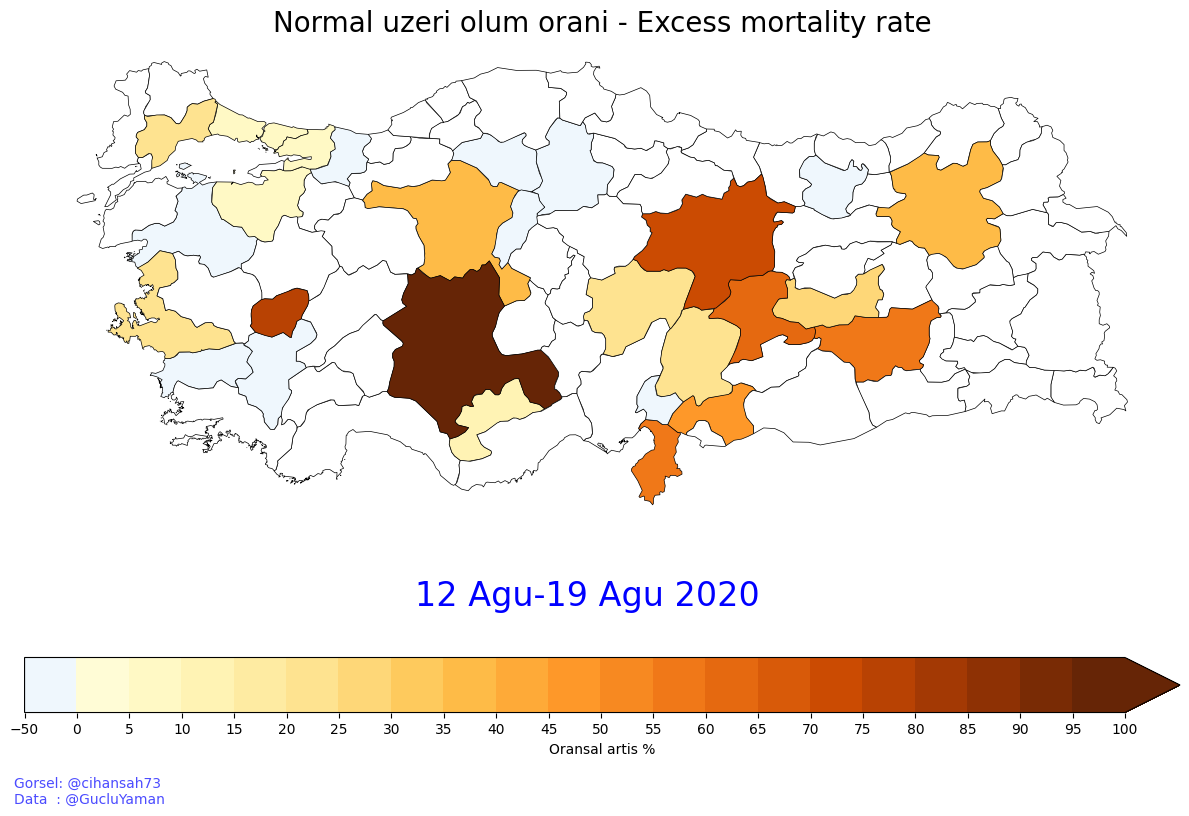 Normal uzeri olum orani - Excess mortality rate
12 Agu-19 Agu 2020
−50 0 5 10 15 20 25 30 35 40 45 50 55 60 65 70 75 80 85 90 95 100
Oransal artis %
Gorsel: @cihansah73
Data  : @GucluYaman